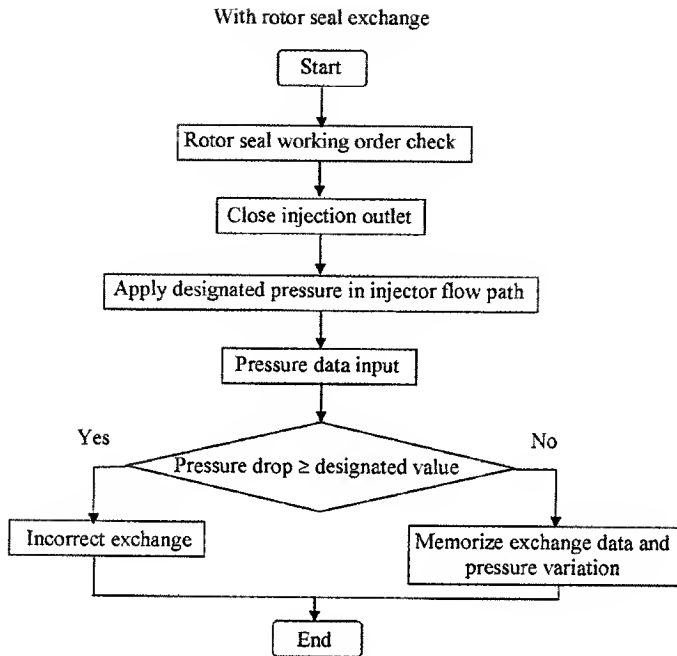 With rotor seal exchange
Start
Rotor seal working order check
Close injection outlet
Apply designated pressure in injector flow path
Pressure data input
Yes
No
Pressure drop ≥ designated value
Incorrect exchange
Memorize exchange data and
pressure variation
End